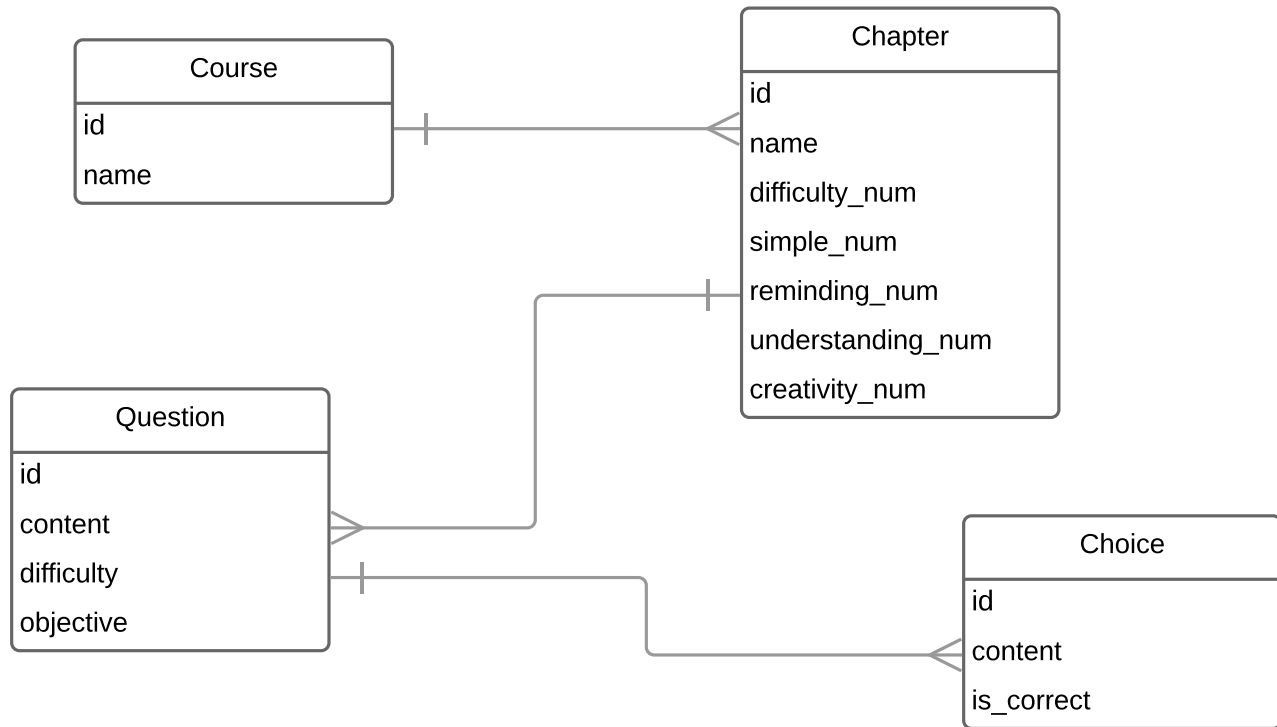 Course
id
name
Chapter
id
name
difficulty_num
simple_num
reminding_num
understanding_num
creativity_num
Question
id
content
difficulty
objective
Choice
id
content
is_correct